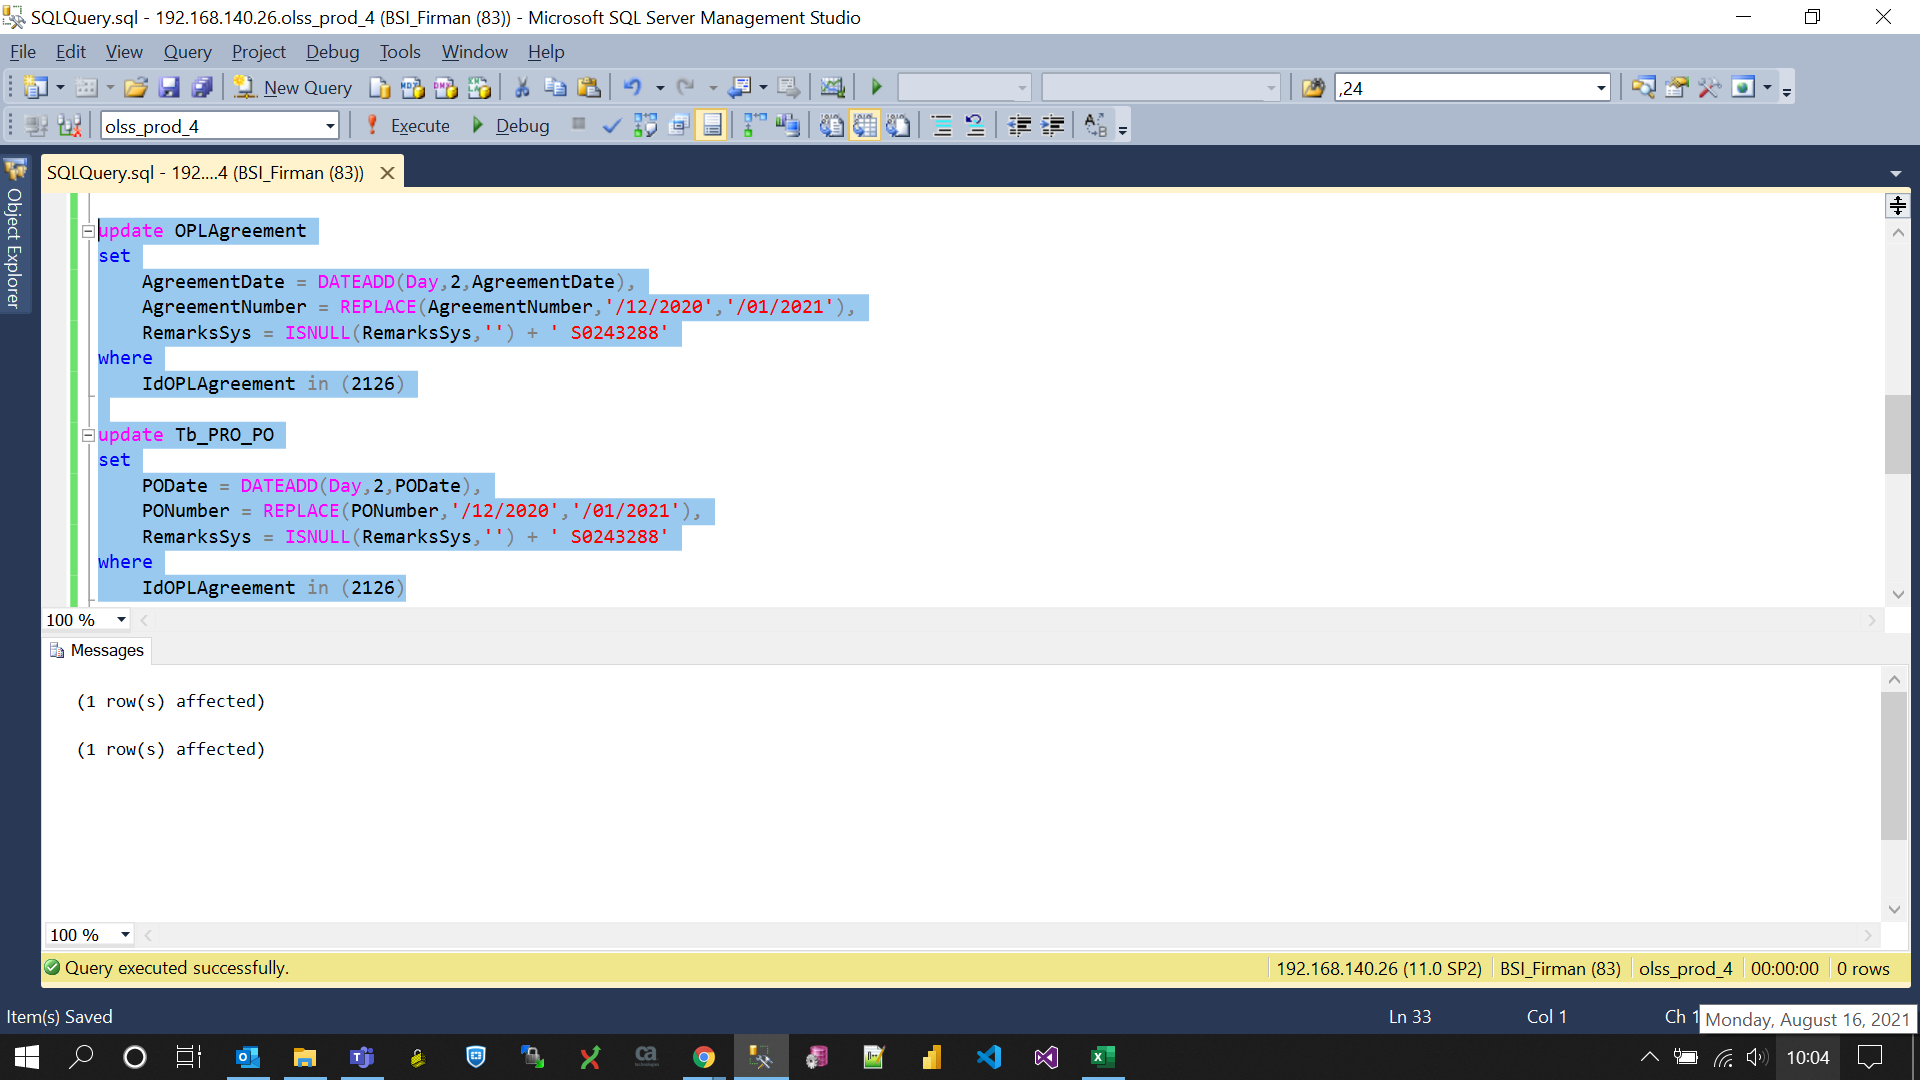 SQLQuery.sql - 192.168.140.26.olss_prod_4 (BSI_Firman (83)) - Microsoft SQL Server Management Studio
File Edit View Query Project Debug Tools Window Help
New Query ,24
olss_prod_4 Execute Debug
Object Explorer
SQLQuery.sql - 192....4 (BSI_Firman (83))
update OPLAgreement
set
AgreementDate = DATEADD(Day,2,AgreementDate),
AgreementNumber = REPLACE(AgreementNumber,'/12/2020','/01/2021'),
RemarksSys = ISNULL(RemarksSys,'') + ' S0243288'
where
IdOPLAgreement in (2126)
update Tb_PRO_PO
set
PODate = DATEADD(Day,2,PODate),
PONumber = REPLACE(PONumber,'/12/2020','/01/2021'),
RemarksSys = ISNULL(RemarksSys,'') + ' S0243288'
where
IdOPLAgreement in (2126)
100 %
Messages
(1 row(s) affected)
(1 row(s) affected)
100 %
Query executed successfully. 192.168.140.26 (11.0 SP2) BSI_Firman (83) olss_prod_4 00:00:00 0 rows
Item(s) Saved Ln 33 Col 1 Ch 1
Monday, August 16, 2021
ca
10:04